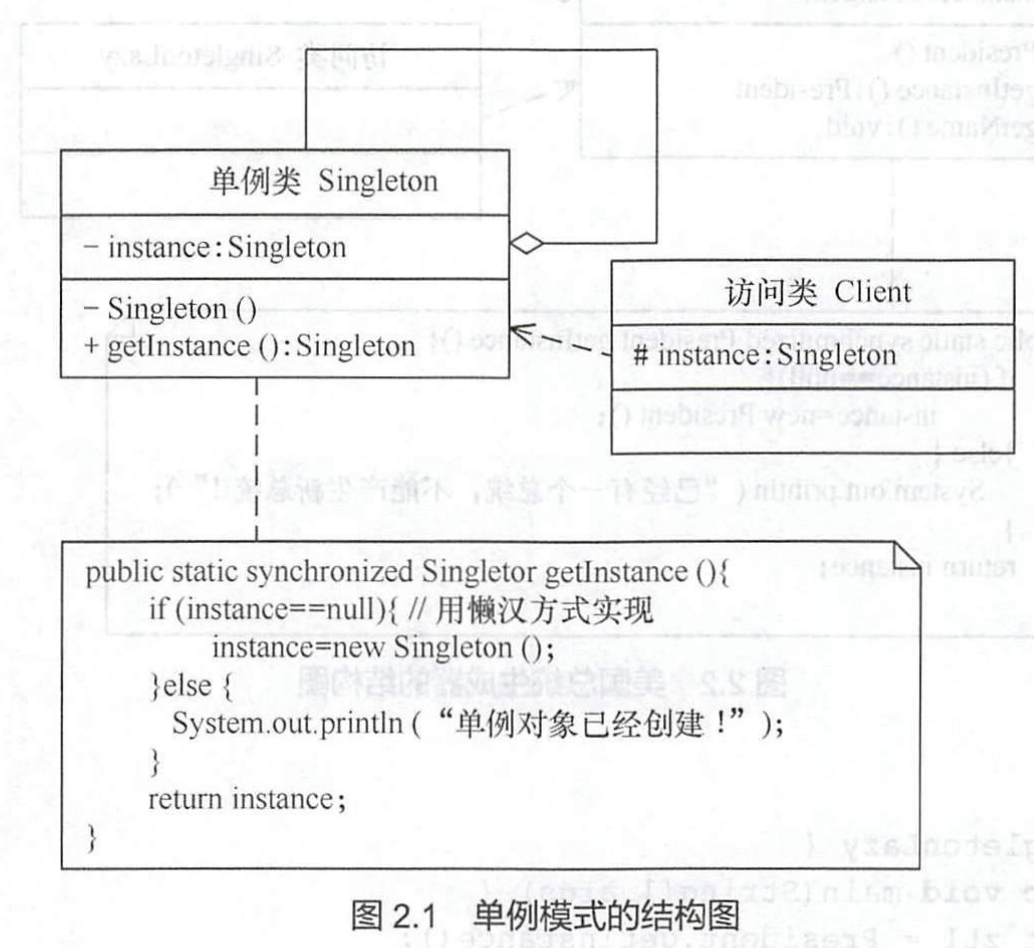 单例类 Singleton
- instance:Singleton
- Singleton ()
+ getInstance ():Singleton
访问类 Client
# instance:Singleton
public static synchronized Singletor getInstance (){
if (instance==null){ // 用懒汉方式实现
instance=new Singleton ();
}else {
System.out.println (“单例对象已经创建!”);
}
return instance;
}
图 2.1 单例模式的结构图